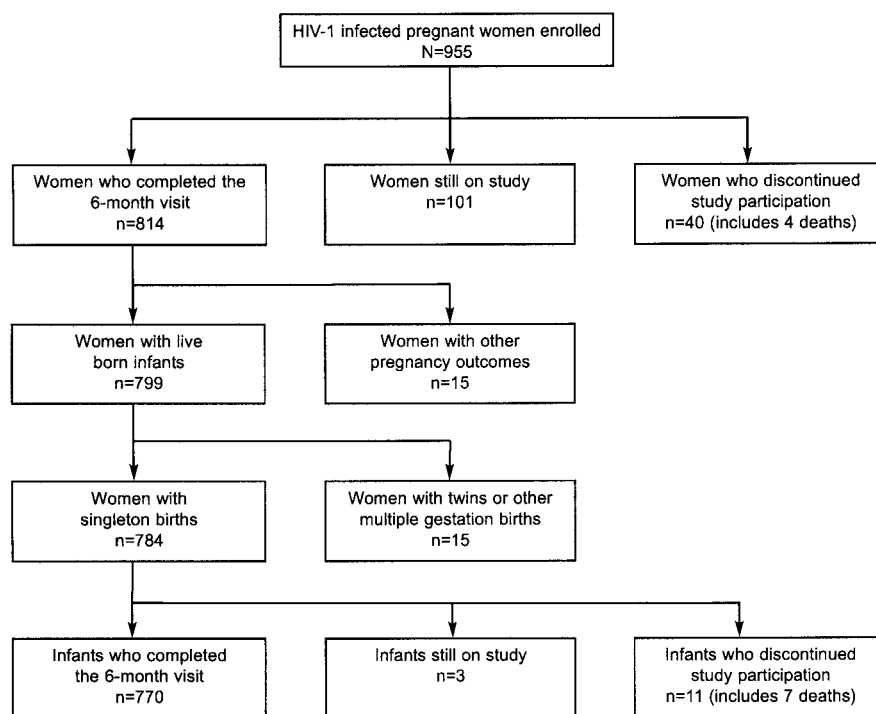 HIV-1 infected pregnant women enrolled
N=955
Women who completed the
6-month visit
n=814
Women still on study
n=101
Women who discontinued
study participation
n=40 (includes 4 deaths)
Women with live
born infants
n=799
Women with other
pregnancy outcomes
n=15
Women with
singleton births
n=784
Women with twins or other
multiple gestation births
n=15
Infants who completed
the 6-month visit
n=770
Infants still on study
n=3
Infants who discontinued
study participation
n=11 (includes 7 deaths)